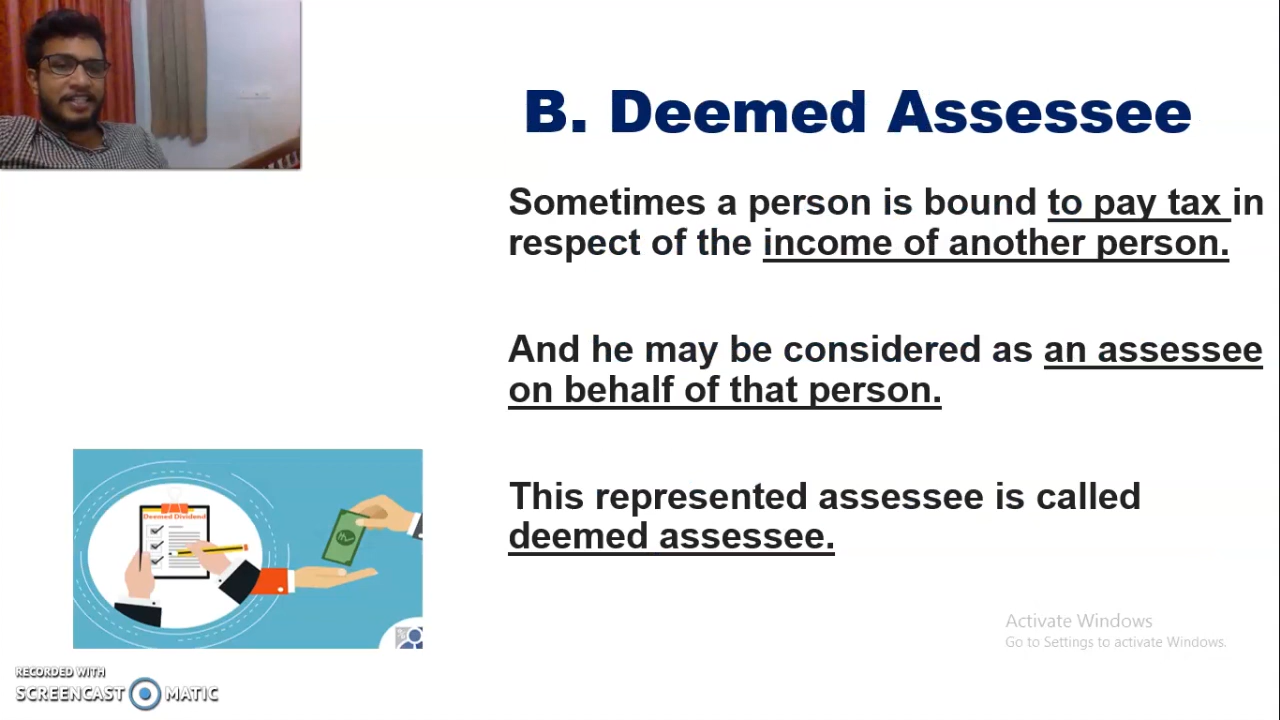 B. Deemed Assessee
Sometimes a person is bound to pay tax in
respect of the income of another person.
And he may be considered as an assessee
on behalf of that person.
This represented assessee is called
deemed assessee.
Deemed Dividend
Activate Windows
Go to Settings to activate Windows.
RECORDED WITH
SCREENCAST MATIC